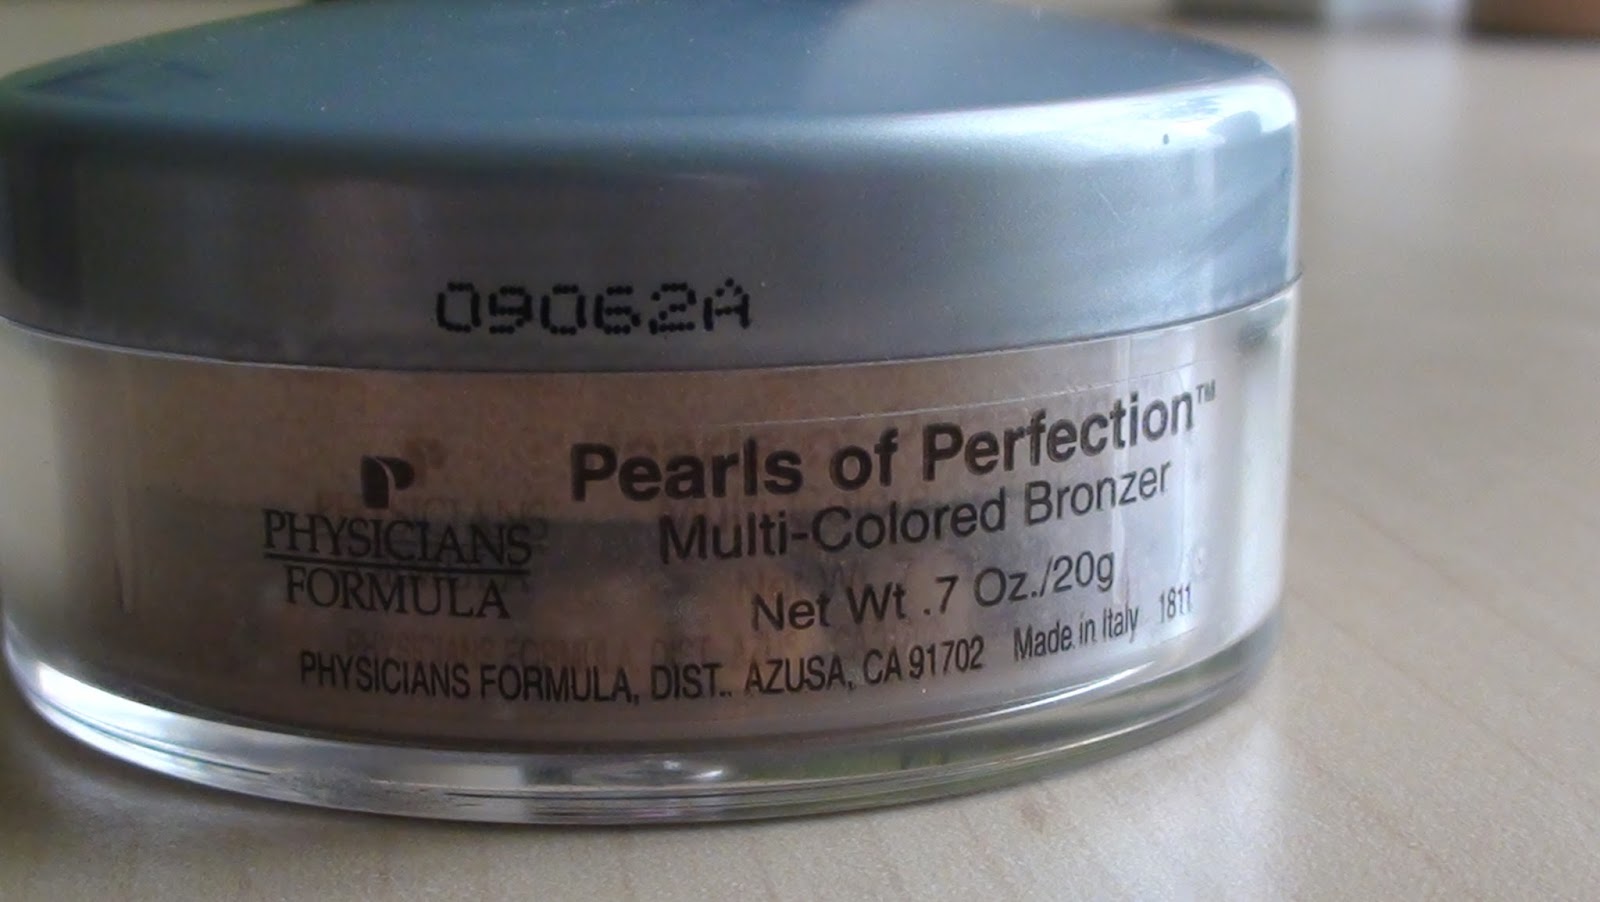 09062A
PHYSICIANS
FORMULA
Pearls of Perfection™
Multi-Colored Bronzer
Net Wt .7 Oz./20g
PHYSICIANS FORMULA, DIST.. AZUSA, CA 91702 Made in Italy 1811